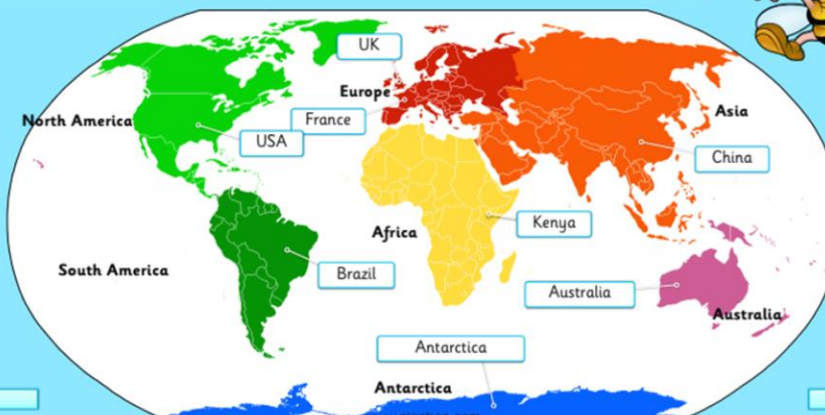 UK
Europe
North America
France
Asia
USA
China
Kenya
Africa
South America
Brazil
Australia
Australia
Antarctica
Antarctica